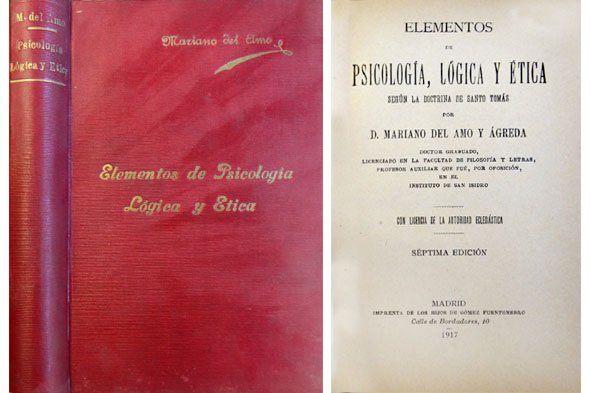 M. del Amo
Psicología
Lógica y Etica
Mariano del Amo
Elementos de Psicología
Lógica y Etica
ELEMENTOS
DE
PSICOLOGÍA, LÓGICA Y ÉTICA
SEGÚN LA DOCTRINA DE SANTO TOMÁS
POR
D. MARIANO DEL AMO Y ÁGREDA
DOCTOR GRADUADO,
LICENCIADO EN LA FACULTAD DE FILOSOFÍA Y LETRAS,
PROFESOR AUXILIAR QUE FUÉ, POR OPOSICIÓN,
EN EL
INSTITUTO DE SAN ISIDRO
CON LICENCIA DE LA AUTORIDAD ECLESIÁSTICA
SÉPTIMA EDICIÓN
MADRID
IMPRENTA DE LOS HIJOS DE GÓMEZ FUENTENEBRO
Calle de Bordadores, 10
1917